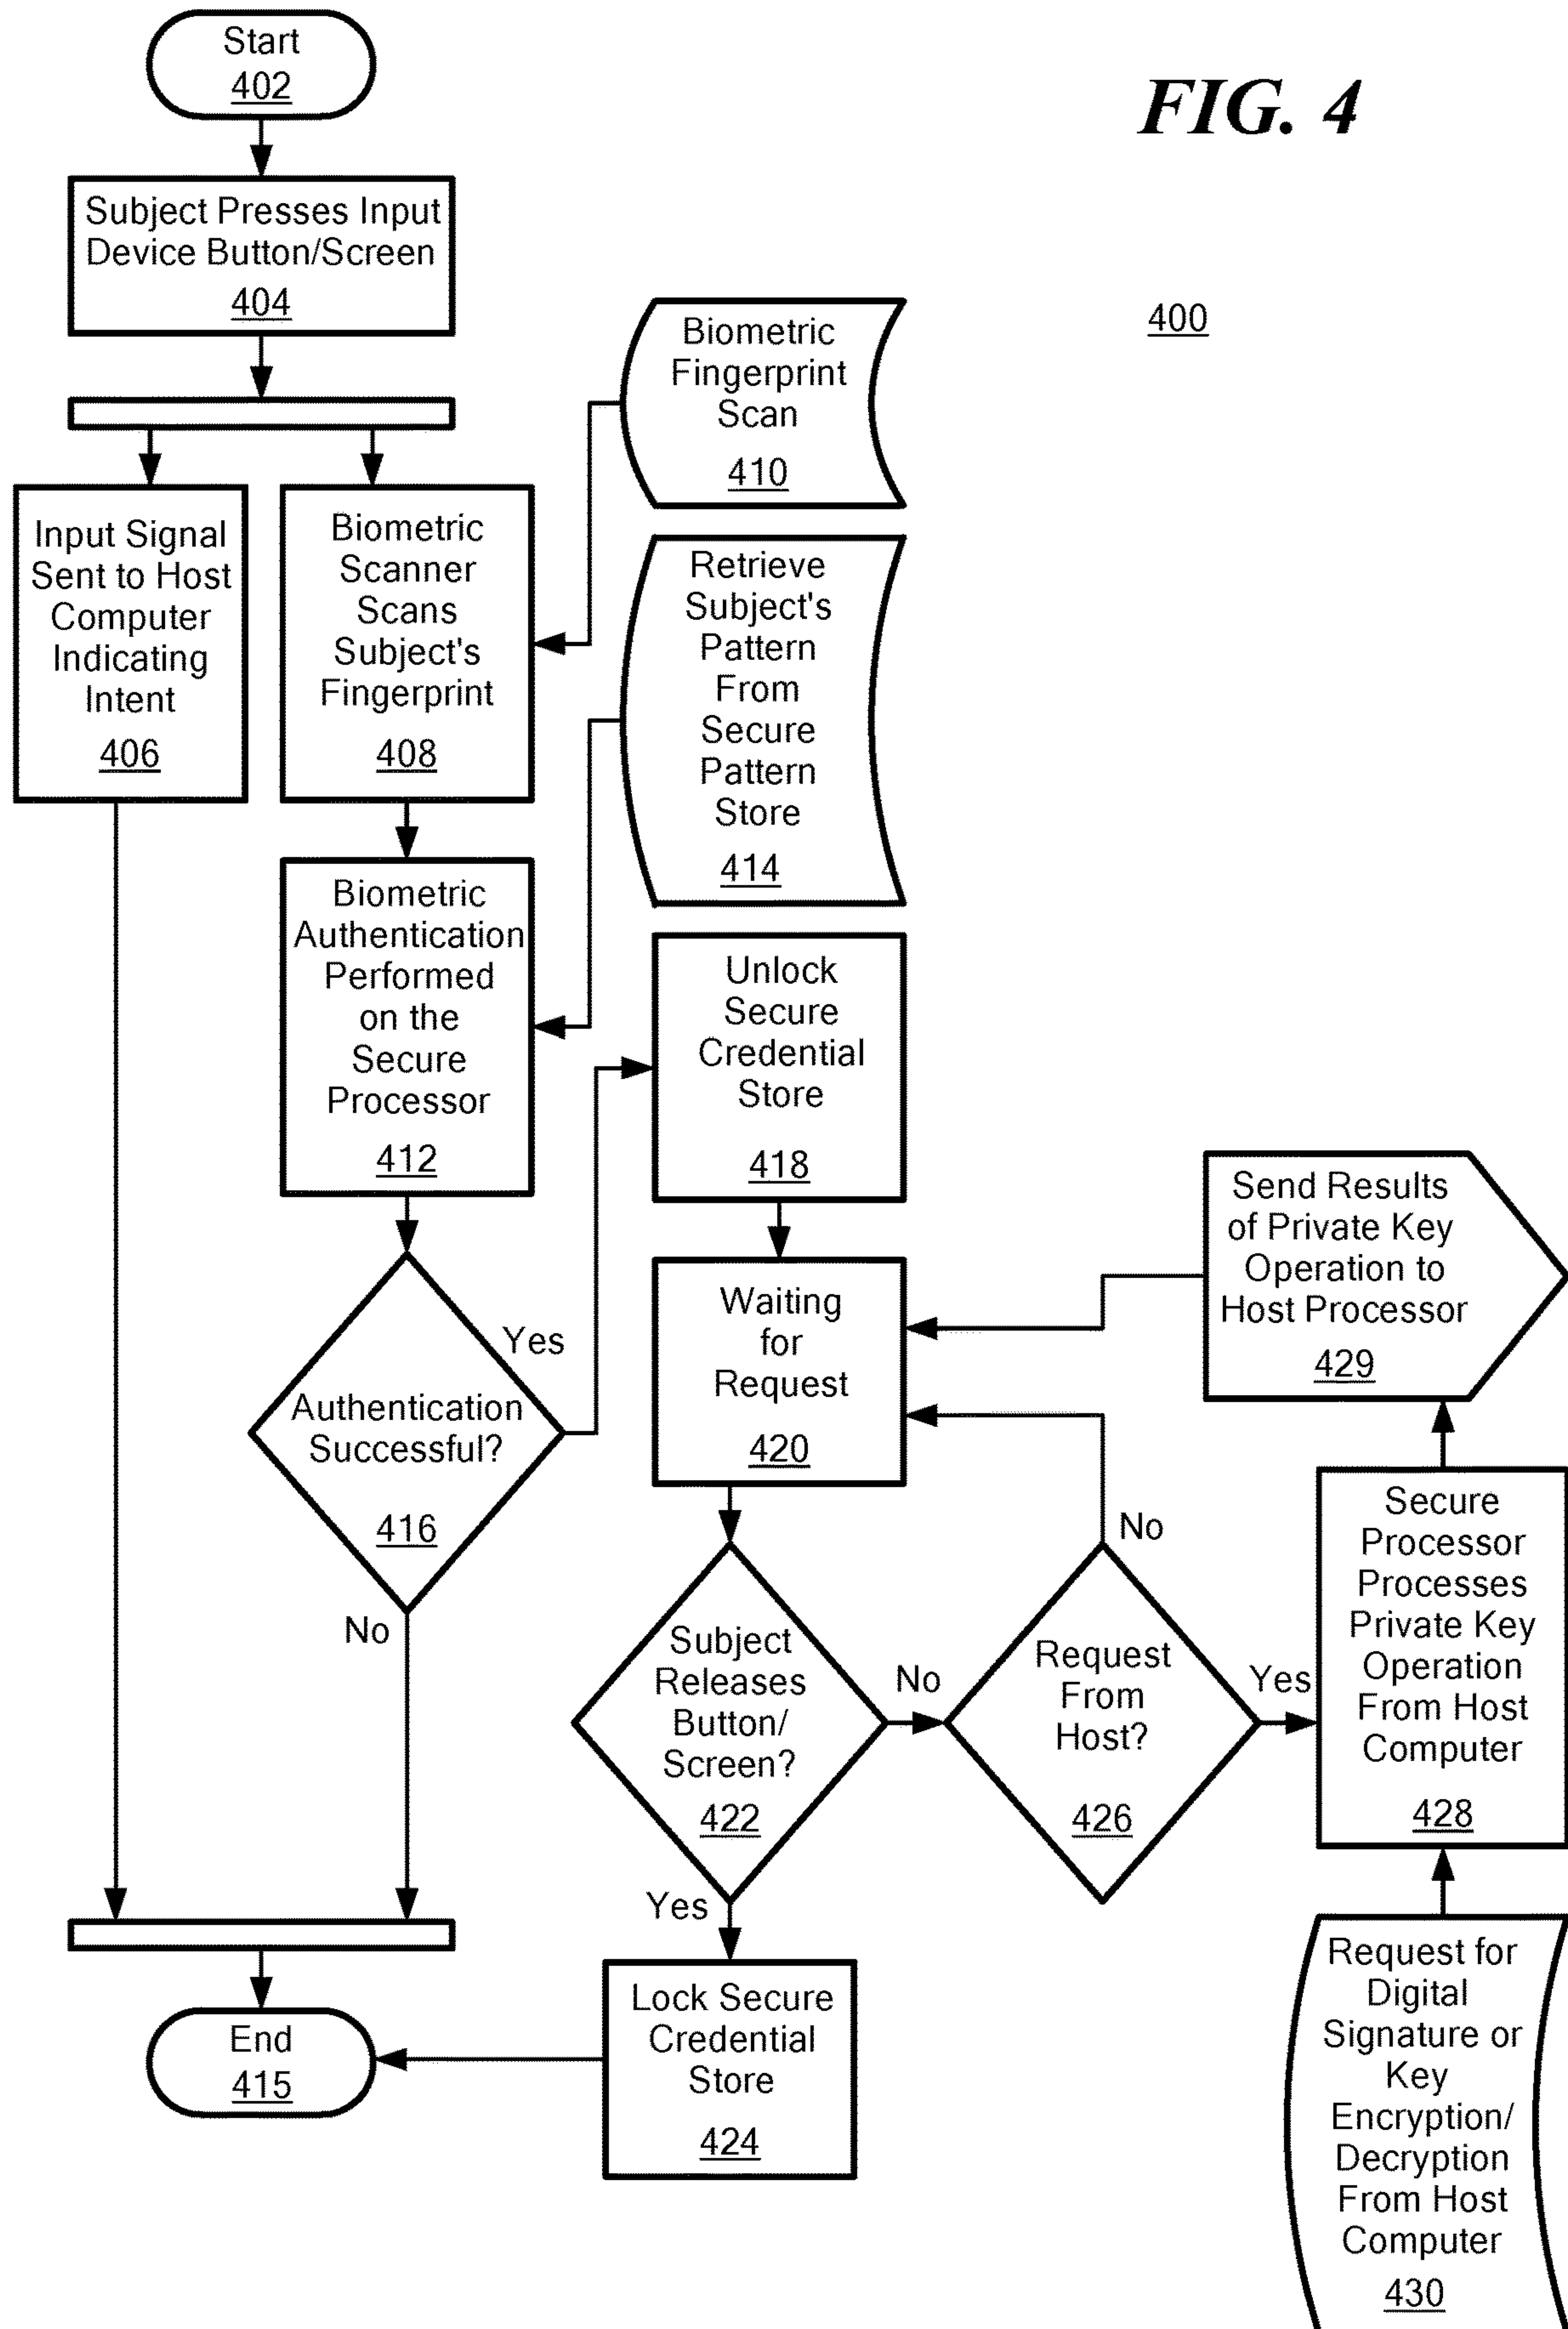 FIG. 4
400
Start
402
Subject Presses Input
Device Button/Screen
404
Input Signal
Sent to Host
Computer
Indicating
Intent
406
Biometric
Scanner
Scans
Subject's
Fingerprint
408
Biometric
Fingerprint
Scan
410
Retrieve
Subject's
Pattern
From
Secure
Pattern
Store
414
Biometric
Authentication
Performed
on the
Secure
Processor
412
Authentication
Successful?
416
Yes
No
Unlock
Secure
Credential
Store
418
Waiting
for
Request
420
Subject
Releases
Button/
Screen?
422
No
Yes
Request
From
Host?
426
No
Yes
Secure
Processor
Processes
Private Key
Operation
From Host
Computer
428
Send Results
of Private Key
Operation to
Host Processor
429
Request for
Digital
Signature or
Key
Encryption/
Decryption
From Host
Computer
430
Lock Secure
Credential
Store
424
End
415